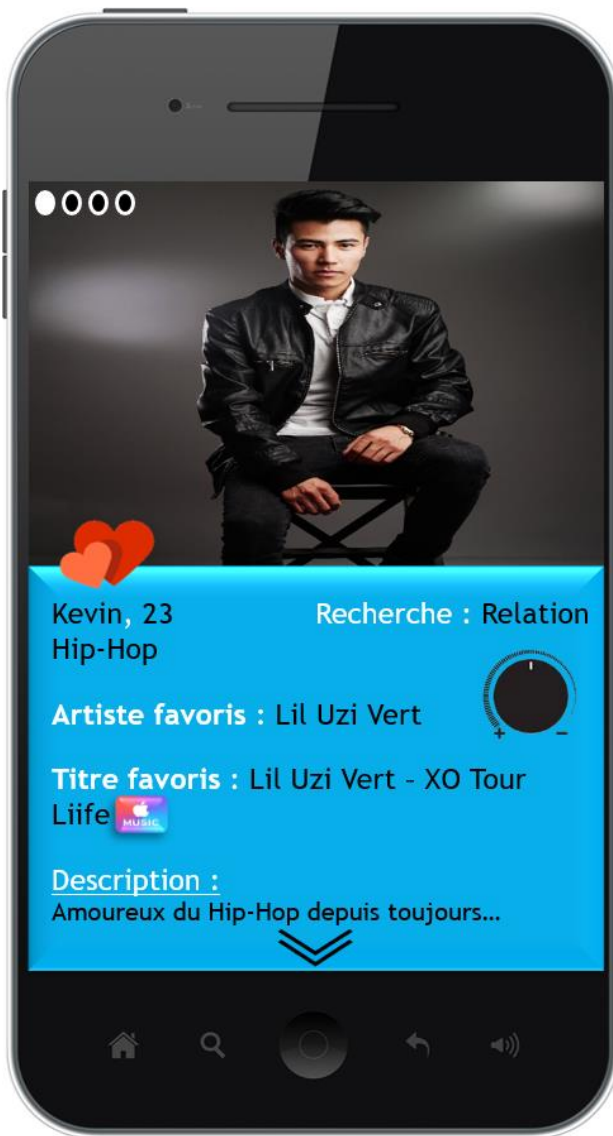 Kevin, 23
Recherche : Relation
Hip-Hop
Artiste favoris : Lil Uzi Vert
+ -
Titre favoris : Lil Uzi Vert - XO Tour
Liife
MUSIC
Description :
Amoureux du Hip-Hop depuis toujours…